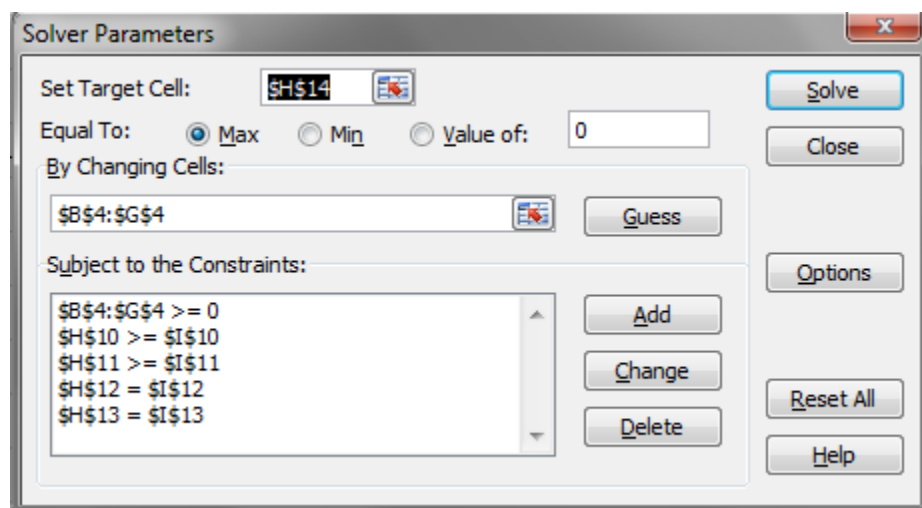 Solver Parameters
Set Target Cell: $H$14 Solve
Equal To: Max Min Value of: 0 Close
By Changing Cells:
$B$4:$G$4 Guess
Subject to the Constraints: Options
$B$4:$G$4 >= 0 Add
$H$10 >= $I$10
$H$11 >= $I$11 Change
$H$12 = $I$12 Reset All
$H$13 = $I$13 Delete
Help